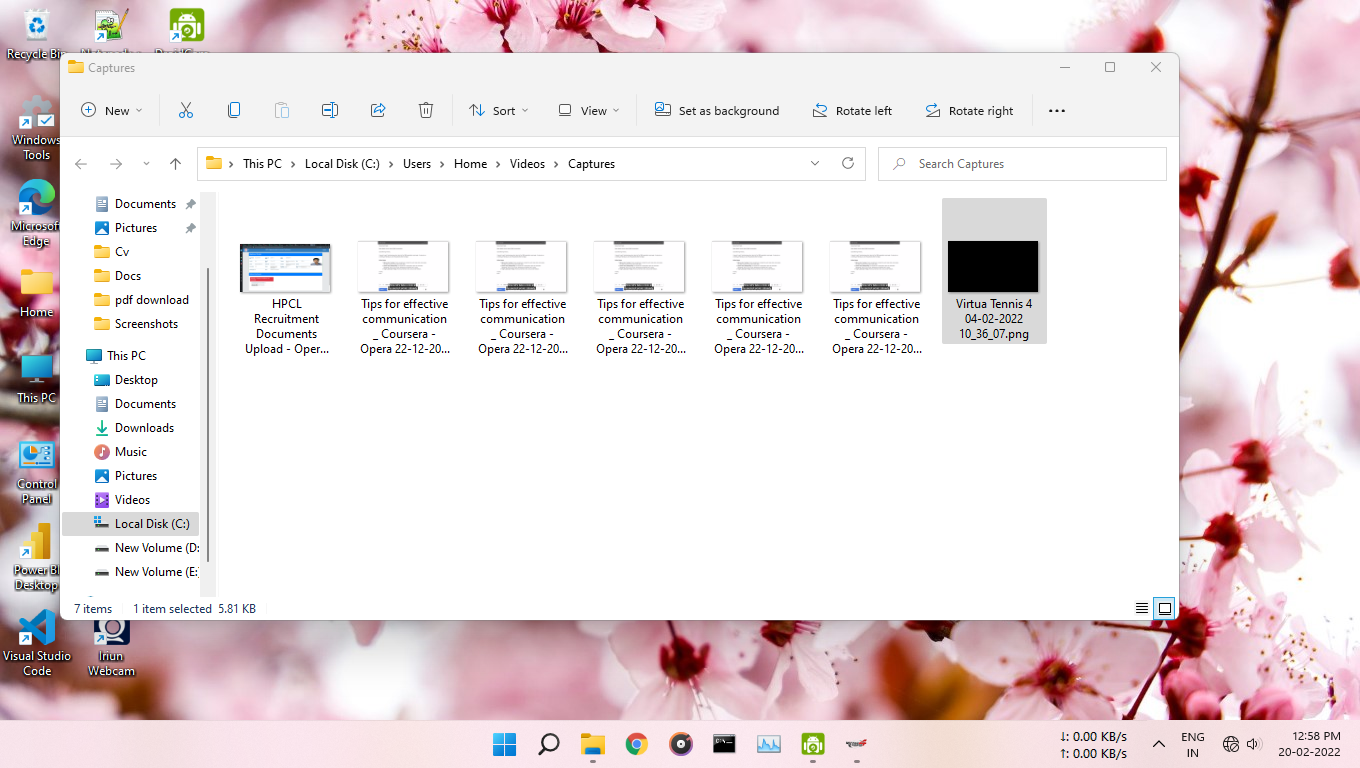 Recycle Bin
Captures
New
Sort
View
Set as background
Rotate left
Rotate right
Windows
Tools
This PC
Local Disk (C:)
Users
Home
Videos
Captures
Search Captures
Microsoft
Edge
Home
This PC
Control
Panel
Power BI
Desktop
Visual Studio
Code
Iriun
Webcam
Documents
Pictures
Cv
Docs
pdf download
Screenshots
This PC
Desktop
Documents
Downloads
Music
Pictures
Videos
Local Disk (C:)
New Volume (D:
New Volume (E:
HPCL
Recruitment
Documents
Upload - Oper...
Tips for effective
communication
_ Coursera -
Opera 22-12-20...
Tips for effective
communication
_ Coursera -
Opera 22-12-20...
Tips for effective
communication
_ Coursera -
Opera 22-12-20...
Tips for effective
communication
_ Coursera -
Opera 22-12-20...
Tips for effective
communication
_ Coursera -
Opera 22-12-20...
Virtua Tennis 4
04-02-2022
10_36_07.png
7 items
1 item selected 5.81 KB
↓: 0.00 KB/s
↑: 0.00 KB/s
ENG
IN
12:58 PM
20-02-2022